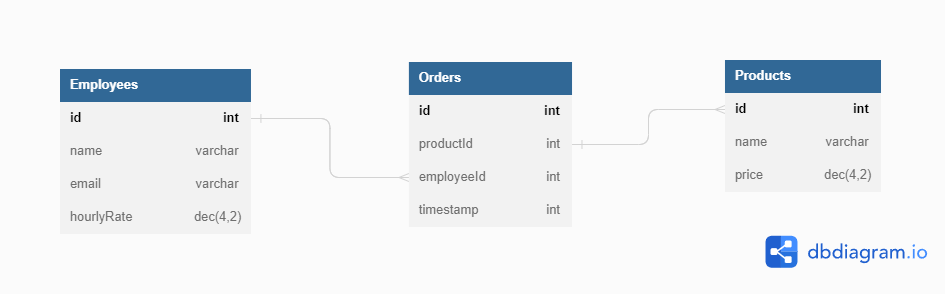 Employees
id int
name varchar
email varchar
hourlyRate dec(4,2)
Orders
id int
productId int
employeeId int
timestamp int
Products
id int
name varchar
price dec(4,2)
dbdiagram.io